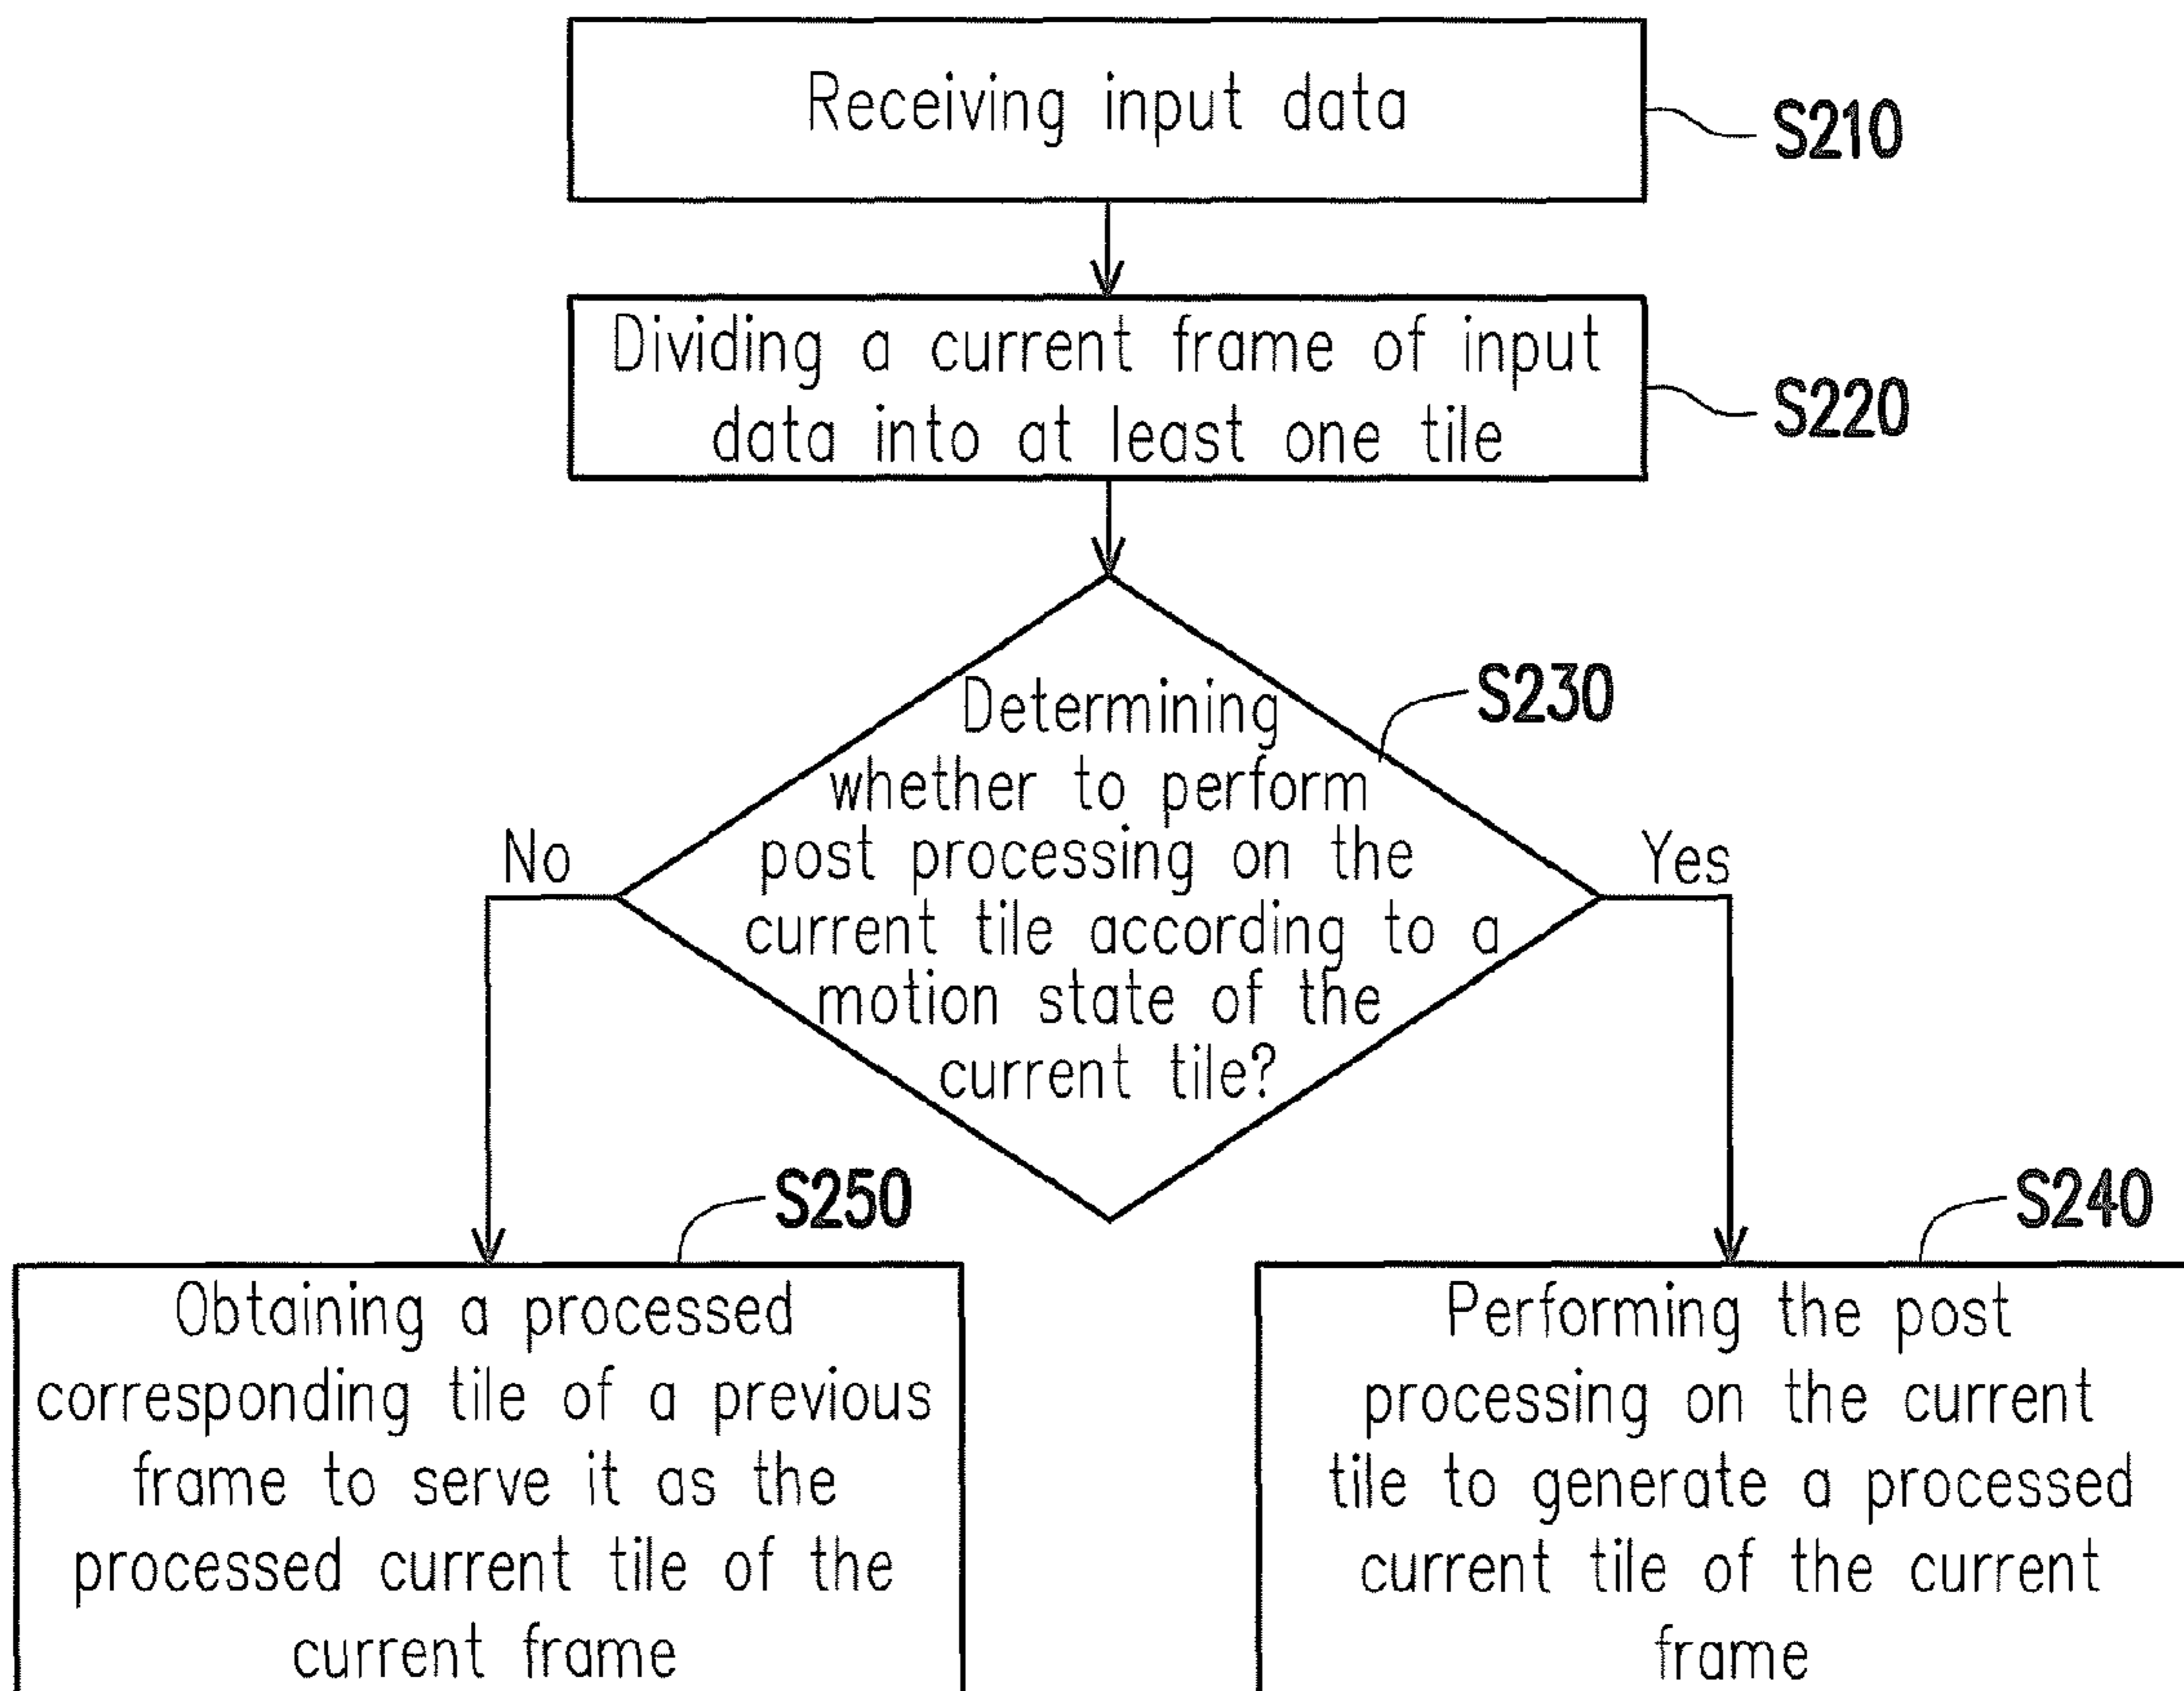 Receiving input data
S210
Dividing a current frame of input
data into at least one tile
S220
Determining
whether to perform
post processing on the
current tile according to a
motion state of the
current tile?
S230
No
Yes
S250
S240
Obtaining a processed
corresponding tile of a previous
frame to serve it as the
processed current tile of the
current frame
Performing the post
processing on the current
tile to generate a processed
current tile of the current
frame